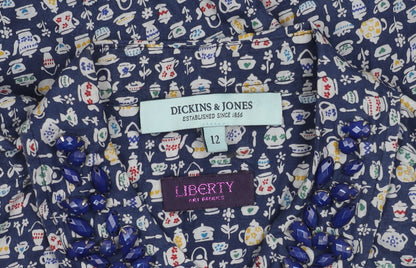 DICKINS & JONES
ESTABLISHED SINCE 1835
12
LIBERTY
ART FABRICS